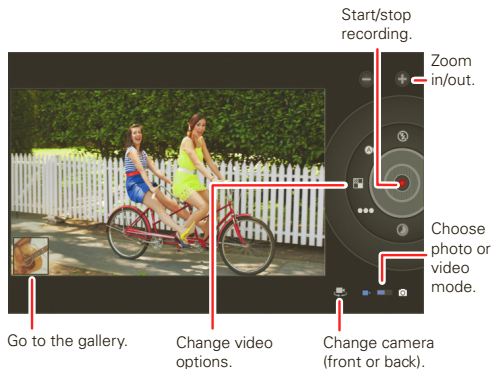 Start/stop
recording.
Zoom
in/out.
Choose
photo or
video
mode.
Go to the gallery.
Change video
options.
Change camera
(front or back).